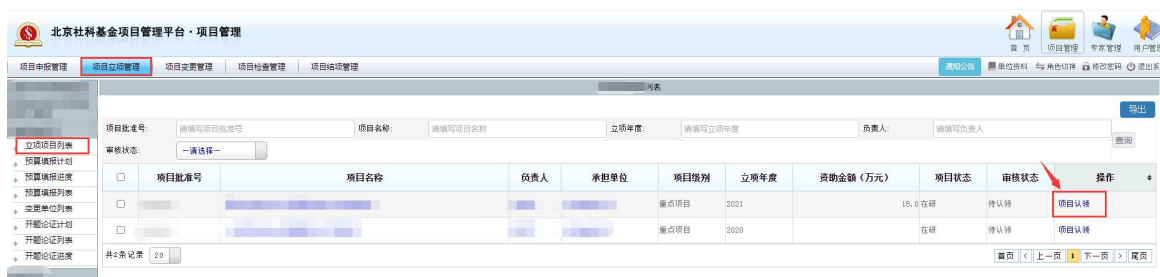 北京社科基金项目管理平台·项目管理
首 页 项目管理 专家管理 用户管
项目申报管理 项目立项管理 项目变更管理 项目检查管理 项目结项管理
通知公告 单位资料 角色切换 修改密码 退出系
列表
导出
项目批准号: 请填写项目批准号 项目名称: 请填写项目名称 立项年度: 请填写立项年度 负责人: 请填写负责人
审核状态: －请选择－ 查询
立项项目列表
预算填报计划
预算填报进度
预算填报列表
变更单位列表
开题论证计划
开题论证列表
开题论证进度
项目批准号 项目名称 负责人 承担单位 项目级别 立项年度 资助金额（万元） 项目状态 审核状态 操作
重点项目 2021 15.0 在研 待认领 项目认领
重点项目 2020 在研 待认领 项目认领
共2条记录 20 首页 < 上一页 1 下一页 > 尾页